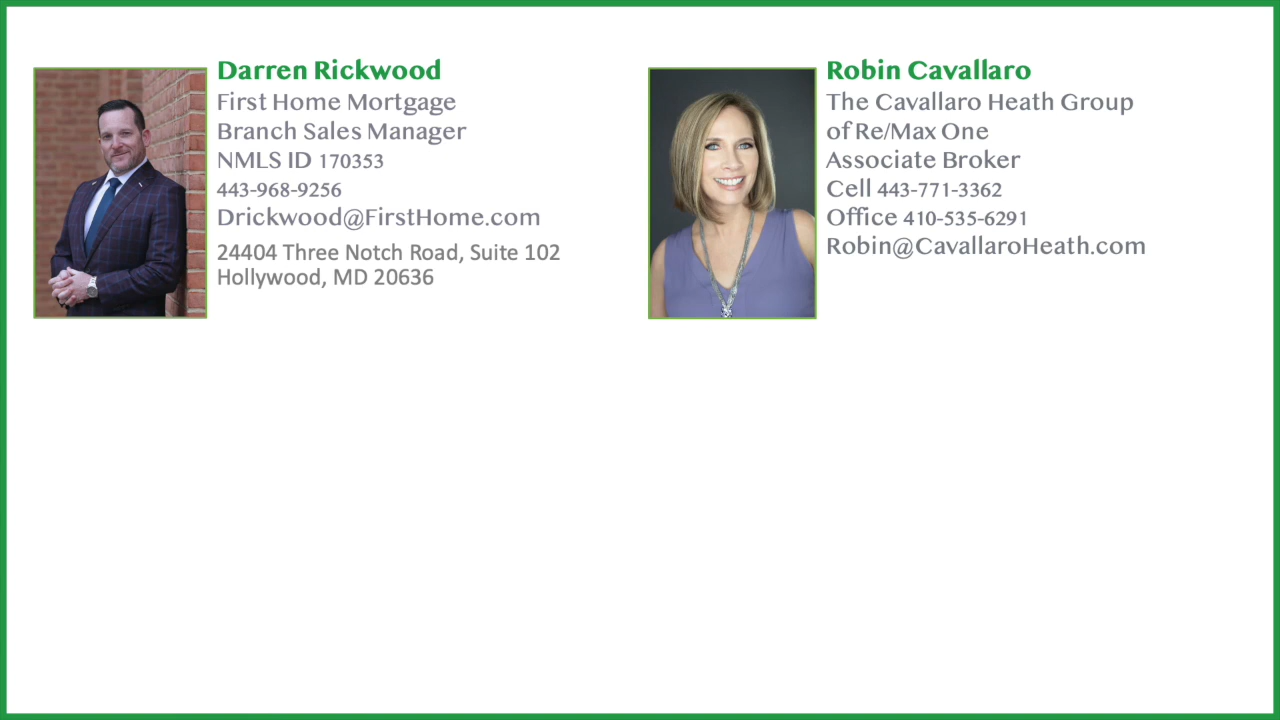 Darren Rickwood
First Home Mortgage
Branch Sales Manager
NMLS ID 170353
443-968-9256
Drickwood@FirstHome.com
24404 Three Notch Road, Suite 102
Hollywood, MD 20636
Robin Cavallaro
The Cavallaro Heath Group
of Re/Max One
Associate Broker
Cell 443-771-3362
Office 410-535-6291
Robin@CavallaroHeath.com